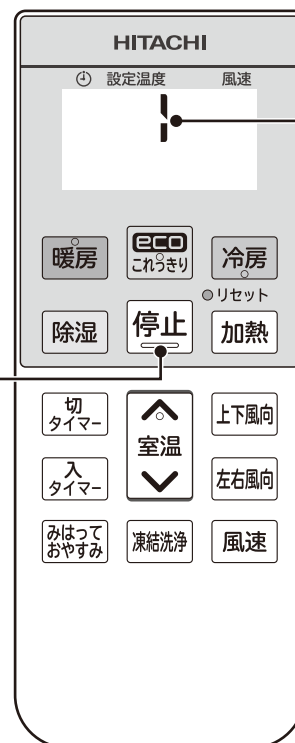 HITACHI
設定温度 風速
1
暖房 eco これっきり 冷房
リセット
除湿 停止 加熱
切タイマー 上下風向
室温
入タイマー 左右風向
みはっておやすみ 凍結洗浄 風速